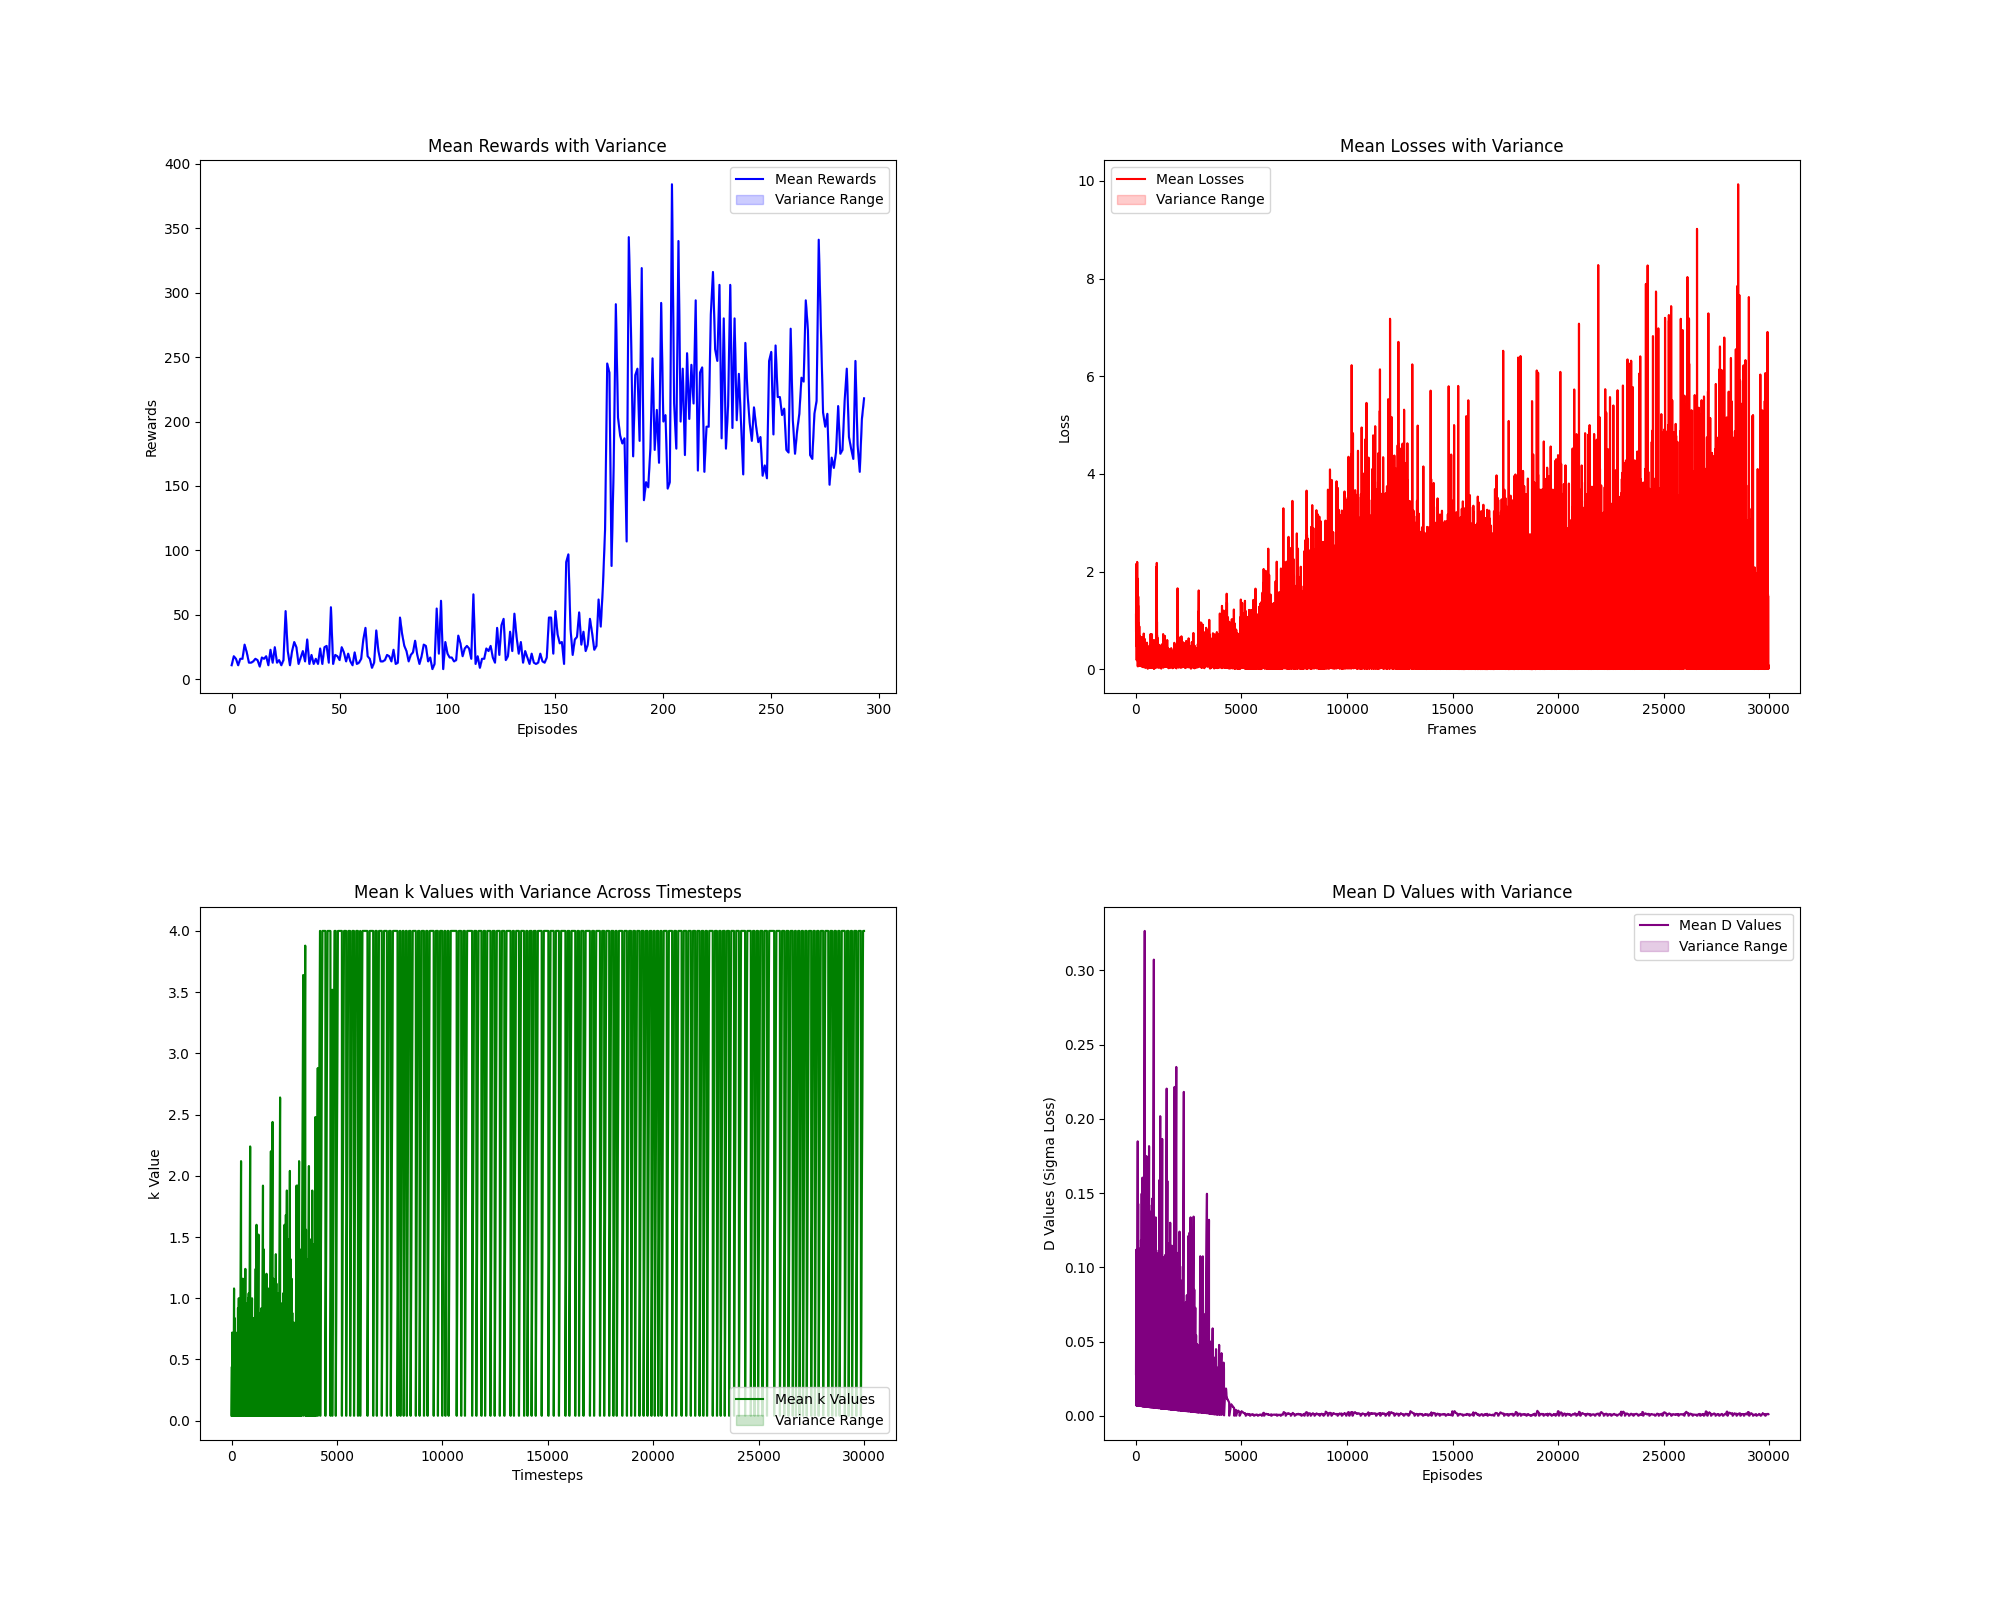 Mean Rewards with Variance
400
350
300
250
200
150
100
50
0
Rewards
Mean Rewards
Variance Range
0 50 100 150 200 250 300
Episodes
Mean Losses with Variance
10
8
6
4
2
0
Loss
Mean Losses
Variance Range
0 5000 10000 15000 20000 25000 30000
Frames
Mean k Values with Variance Across Timesteps
4.0
3.5
3.0
2.5
2.0
1.5
1.0
0.5
0.0
k Value
Mean k Values
Variance Range
0 5000 10000 15000 20000 25000 30000
Timesteps
Mean D Values with Variance
0.30
0.25
0.20
0.15
0.10
0.05
0.00
D Values (Sigma Loss)
Mean D Values
Variance Range
0 5000 10000 15000 20000 25000 30000
Episodes